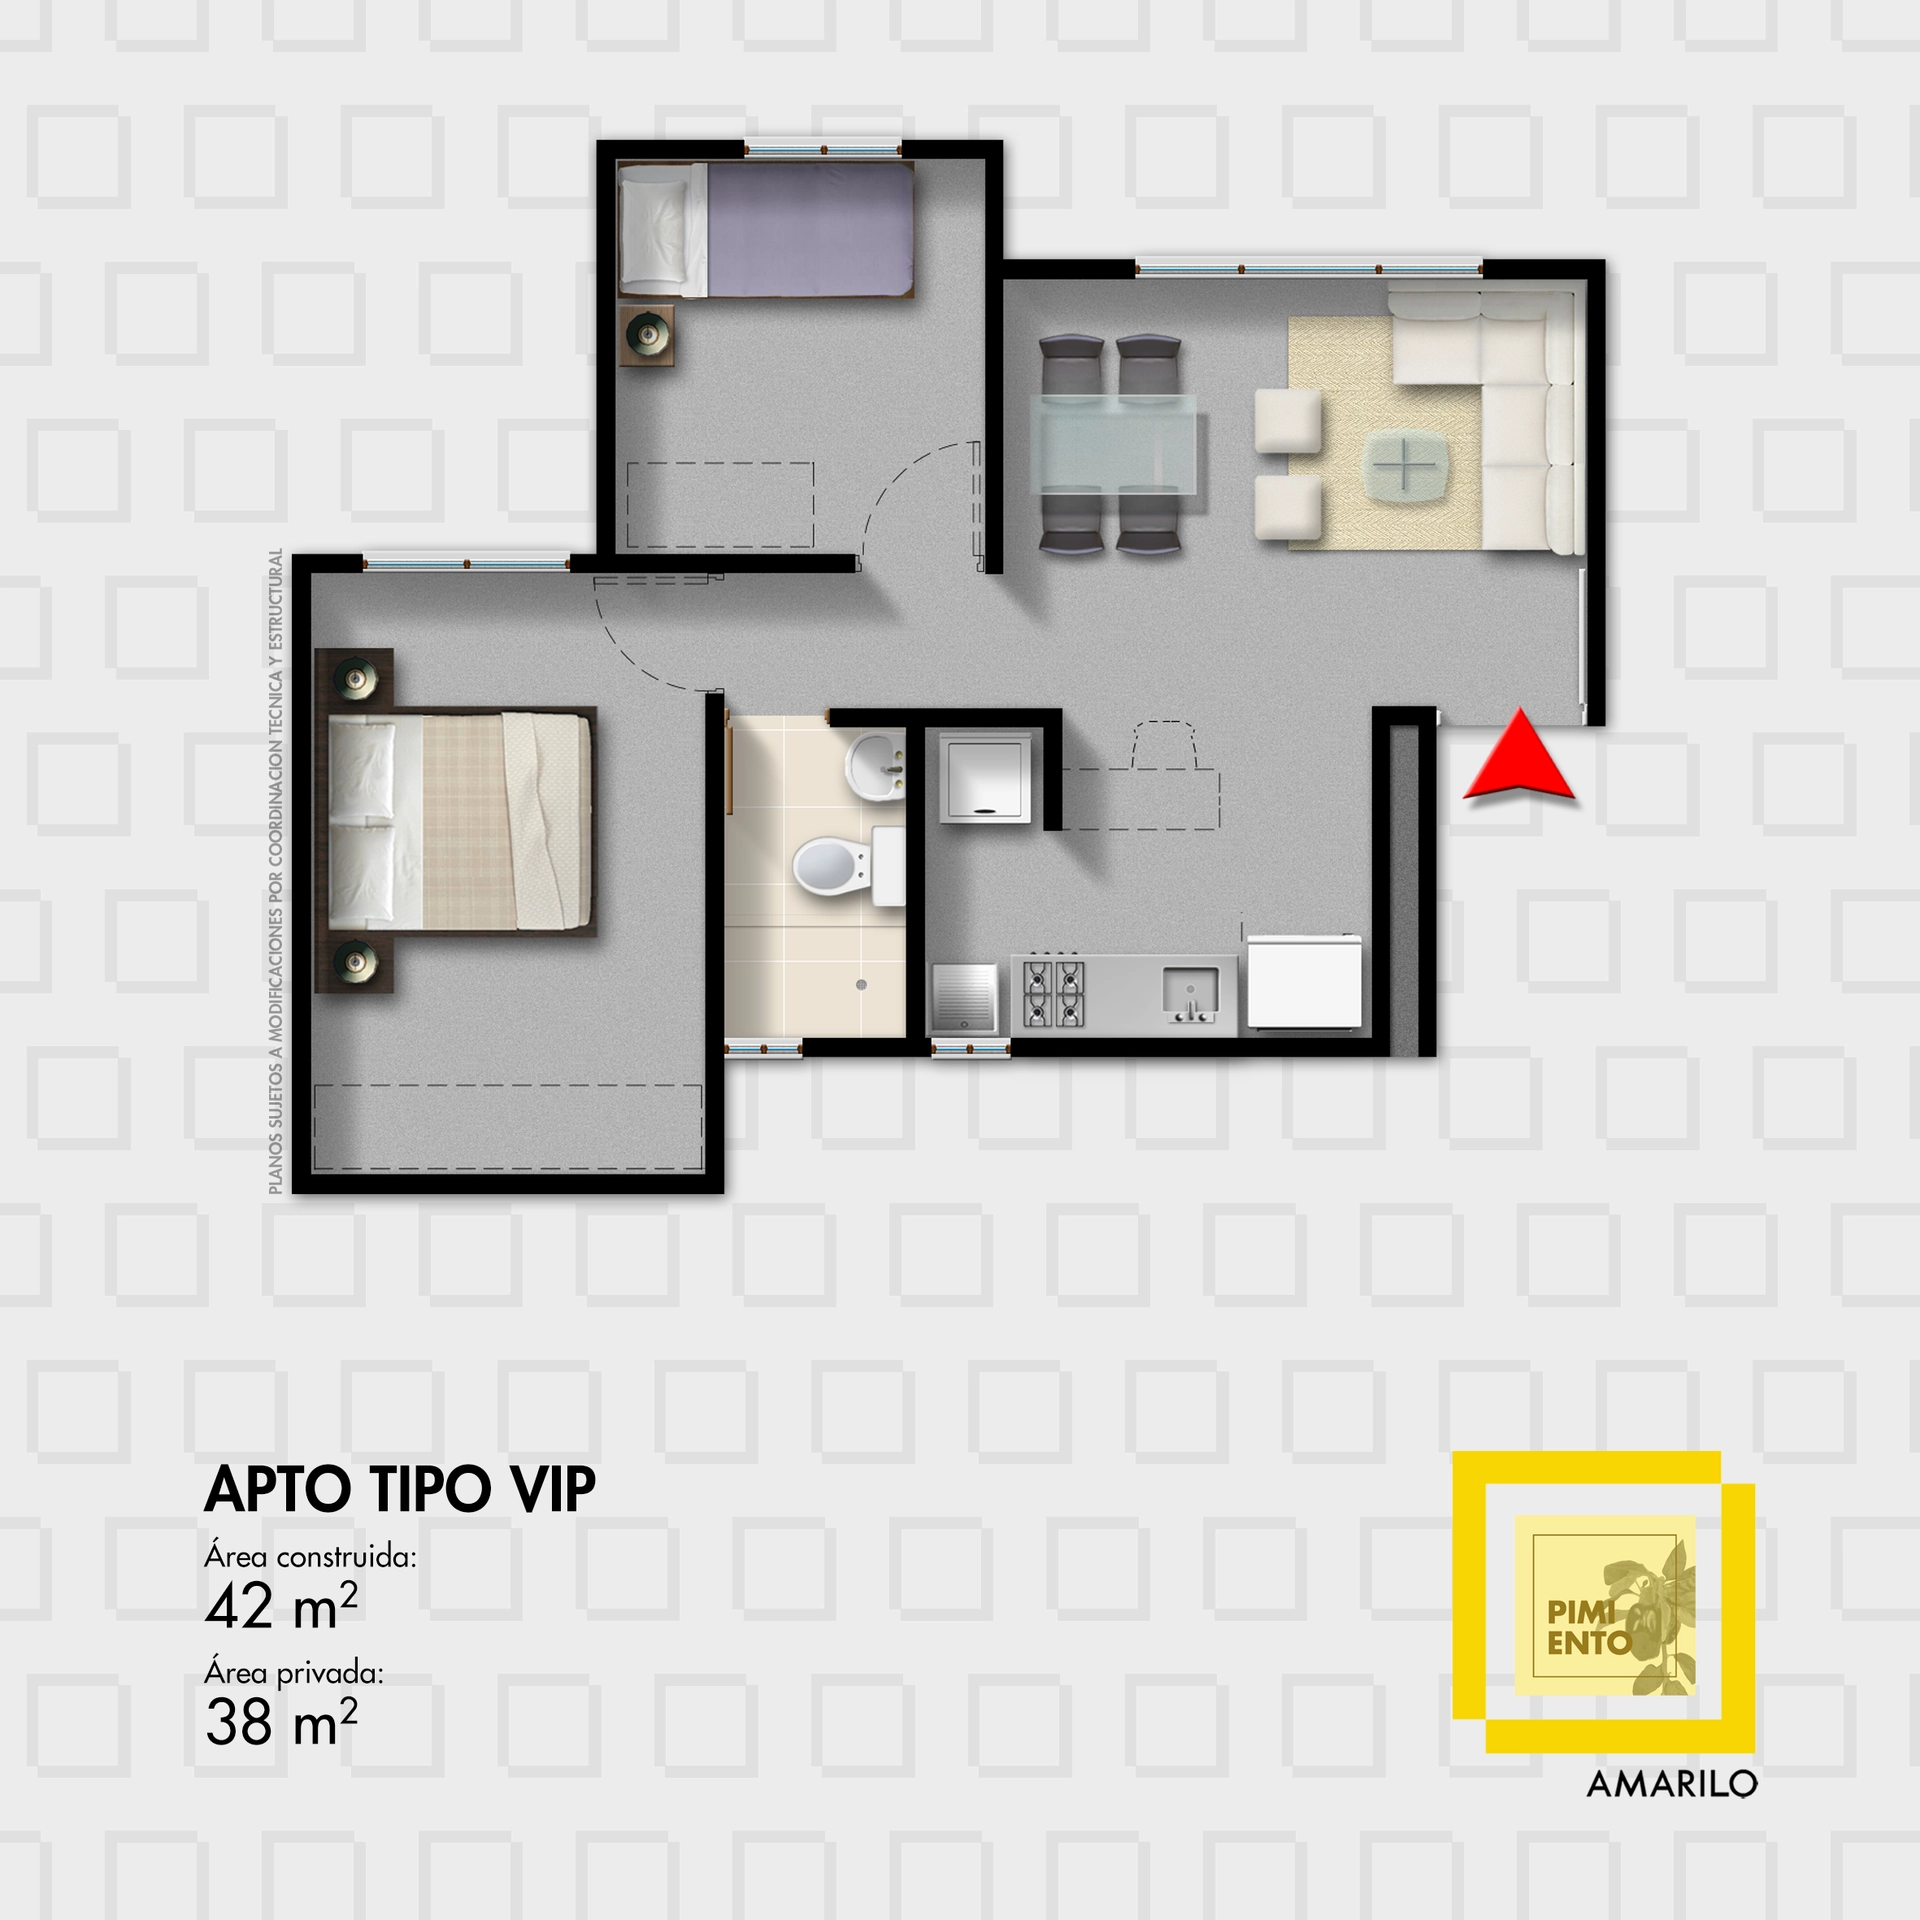 PLANOS SUJETOS A MODIFICACIONES POR COORDINACION TECNICA Y ESTRUCTURAL
APTO TIPO VIP
Área construida:
42 m²
Área privada:
38 m²
PIMI
ENTO
AMARILO